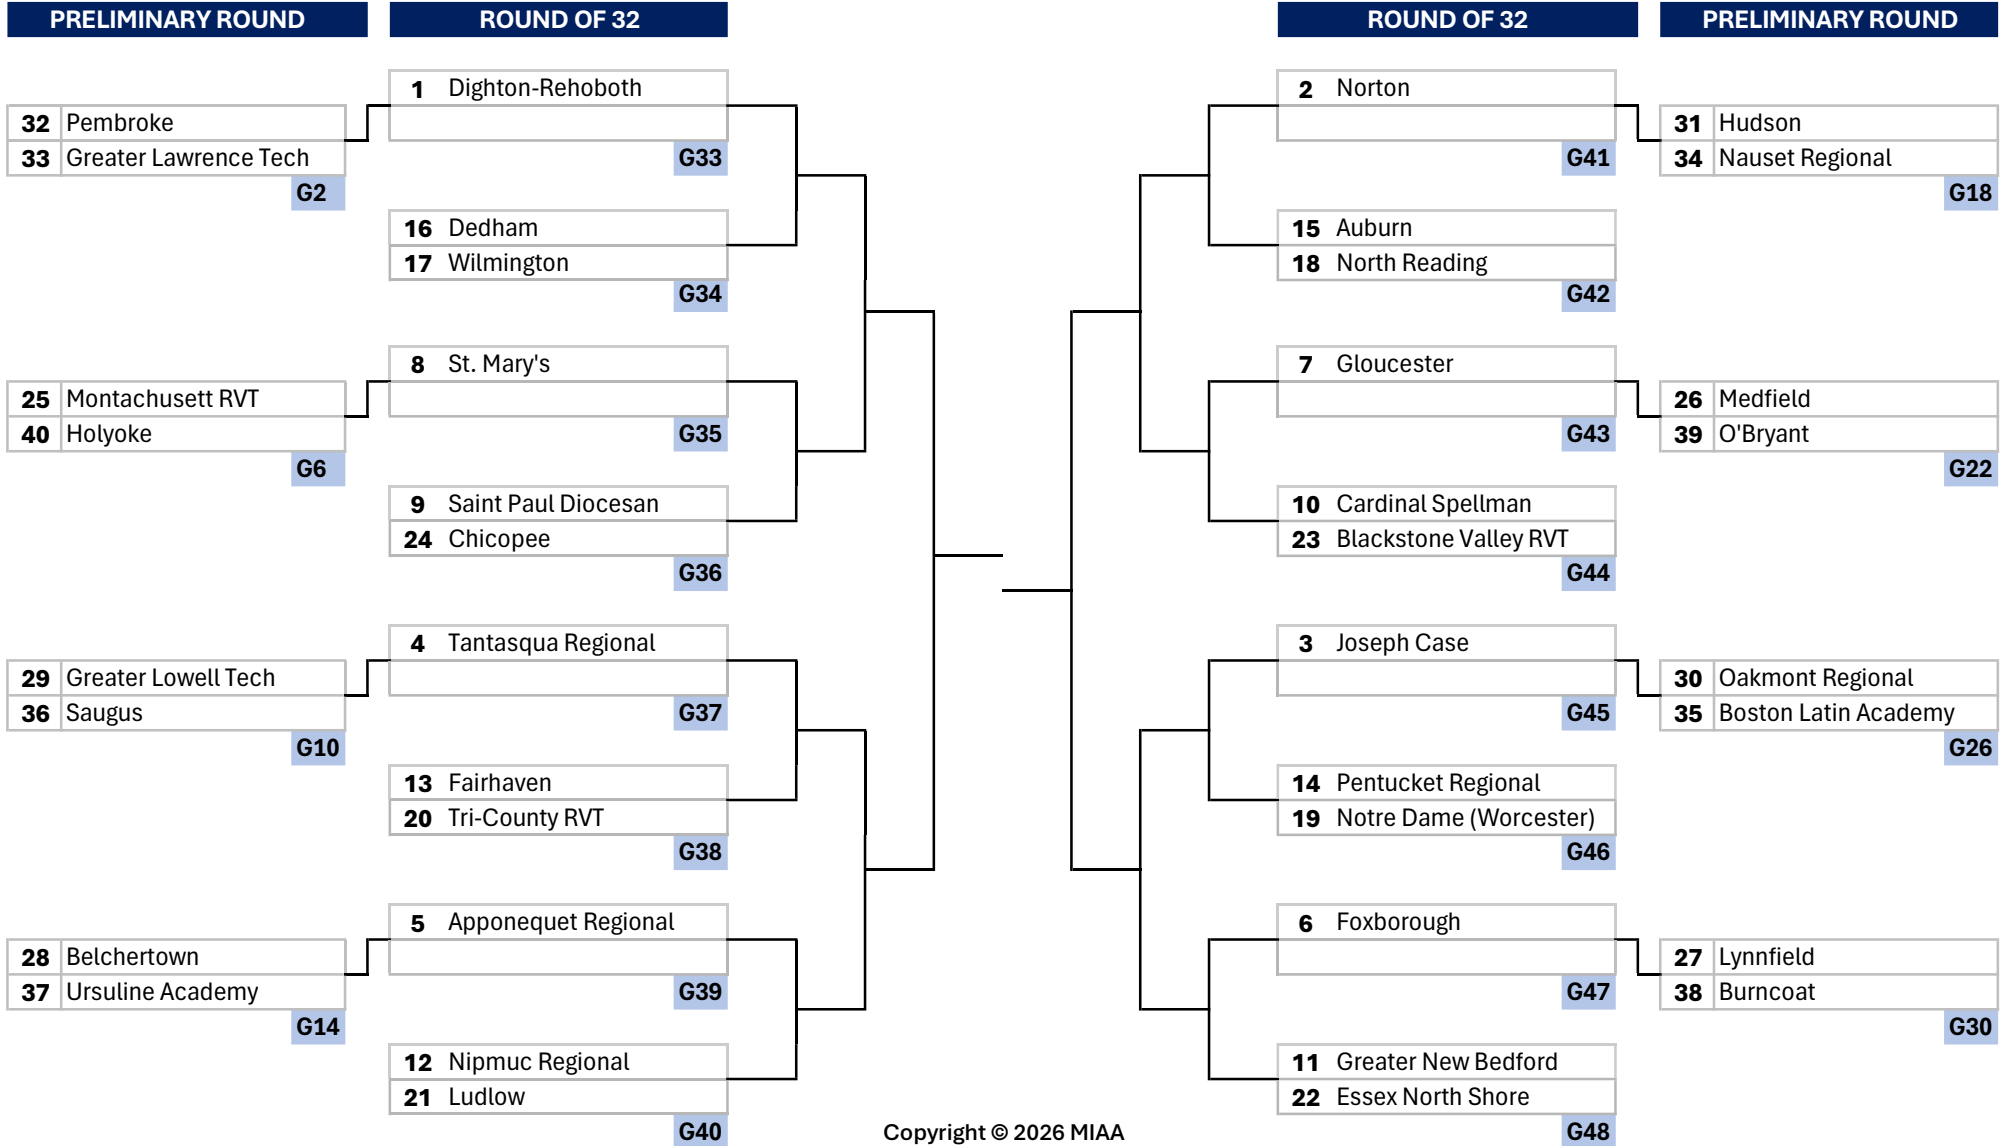 PRELIMINARY ROUND
ROUND OF 32
ROUND OF 32
PRELIMINARY ROUND
32 Pembroke
33 Greater Lawrence Tech
G2
25 Montachusett RVT
40 Holyoke
G6
29 Greater Lowell Tech
36 Saugus
G10
28 Belchertown
37 Ursuline Academy
G14
1 Dighton-Rehoboth
G33
16 Dedham
17 Wilmington
G34
8 St. Mary's
G35
9 Saint Paul Diocesan
24 Chicopee
G36
4 Tantasqua Regional
G37
13 Fairhaven
20 Tri-County RVT
G38
5 Apponequet Regional
G39
12 Nipmuc Regional
21 Ludlow
G40
2 Norton
G41
15 Auburn
18 North Reading
G42
7 Gloucester
G43
10 Cardinal Spellman
23 Blackstone Valley RVT
G44
3 Joseph Case
G45
14 Pentucket Regional
19 Notre Dame (Worcester)
G46
6 Foxborough
G47
11 Greater New Bedford
22 Essex North Shore
G48
31 Hudson
34 Nauset Regional
G18
26 Medfield
39 O'Bryant
G22
30 Oakmont Regional
35 Boston Latin Academy
G26
27 Lynnfield
38 Burncoat
G30
Copyright © 2026 MIAA